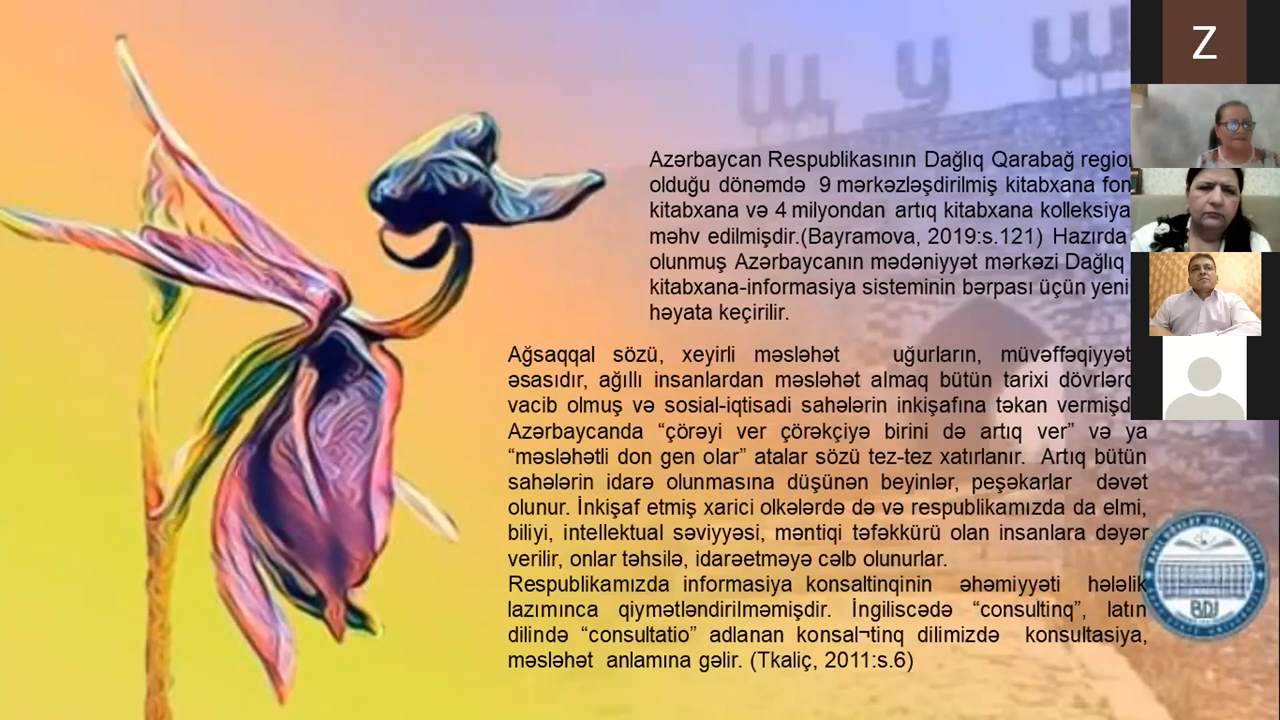 Z
ш у ш
Azərbaycan Respublikasının Dağlıq Qarabağ region
olduğu dönəmdə 9 mərkəzləşdirilmiş kitabxana fon
kitabxana və 4 milyondan artıq kitabxana kolleksiya
məhv edilmişdir.(Bayramova, 2019:s.121) Hazırda
olunmuş Azərbaycanın mədəniyyət mərkəzi Dağlıq
kitabxana-informasiya sisteminin bərpası üçün yeni
həyata keçirilir.
Ağsaqqal sözü, xeyirli məsləhət uğurların, müvəffəqiyyət
əsasıdır, ağıllı insanlardan məsləhət almaq bütün tarixi dövrlərd
vacib olmuş və sosial-iqtisadi sahələrin inkişafına təkan vermişd
Azərbaycanda “çörəyi ver çörəkçiyə birini də artıq ver” və ya
“məsləhətli don gen olar” atalar sözü tez-tez xatırlanır. Artıq bütün
sahələrin idarə olunmasına düşünən beyinlər, peşəkarlar dəvət
olunur. İnkişaf etmiş xarici olkələrdə də və respublikamızda da elmi,
biliyi, intellektual səviyyəsi, məntiqi təfəkkürü olan insanlara dəyər
verilir, onlar təhsilə, idarəetməyə cəlb olunurlar.
Respublikamızda informasiya konsaltinqinin əhəmiyyəti hələlik
lazımınca qiymətləndirilməmişdir. İngiliscədə “consultinq”, latın
dilində “consultatio” adlanan konsal¬tinq dilimizdə konsultasiya,
məsləhət anlamına gəlir. (Tkaliç, 2011:s.6)
BDU